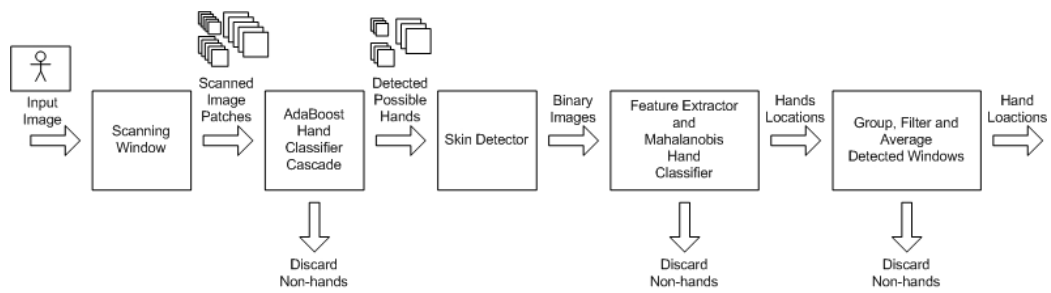 Input
Image
Scanning
Window
Scanned
Image
Patches
AdaBoost
Hand
Classifier
Cascade
Discard
Non-hands
Detected
Possible
Hands
Skin Detector
Binary
Images
Feature Extractor
and
Mahalanobis
Hand
Classifier
Discard
Non-hands
Hands
Locations
Group, Filter and
Average
Detected Windows
Discard
Non-hands
Hand
Loactions